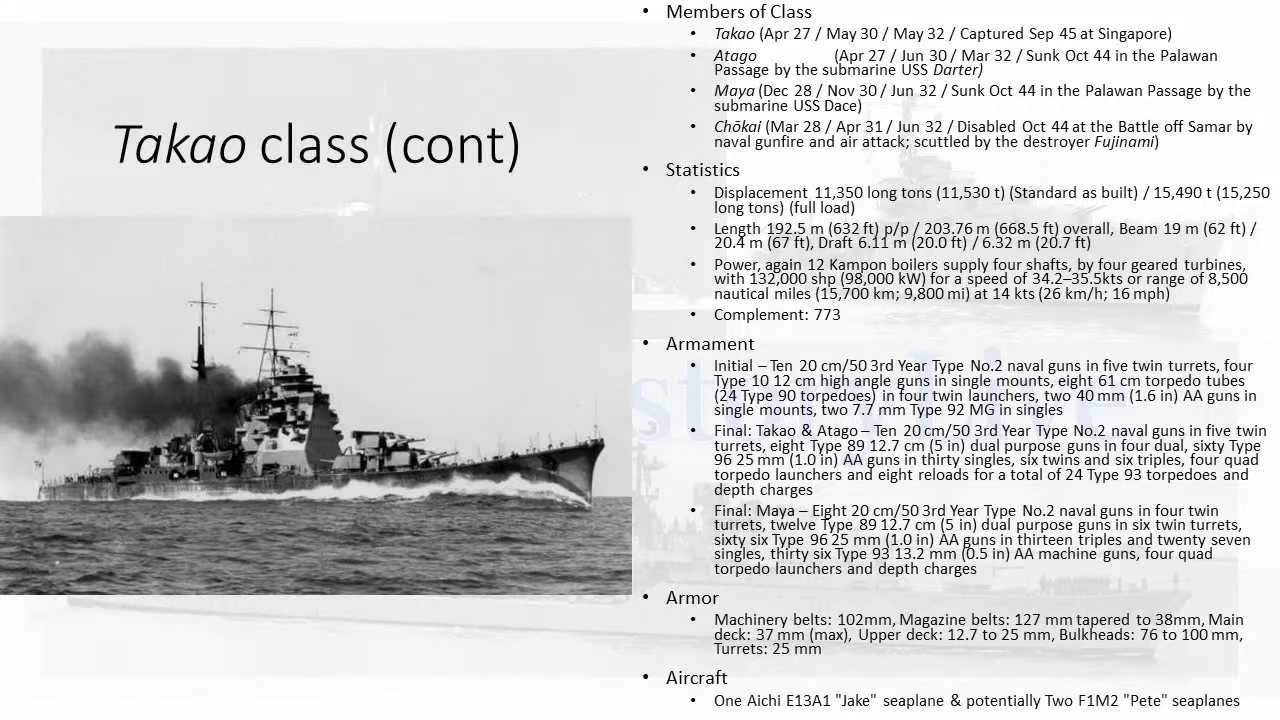 Takao class (cont)
• Members of Class
• Takao (Apr 27 / May 30 / May 32 / Captured Sep 45 at Singapore)
• Atago (Apr 27 / Jun 30 / Mar 32 / Sunk Oct 44 in the Palawan
Passage by the submarine USS Darter)
• Maya (Dec 28 / Nov 30 / Jun 32 / Sunk Oct 44 in the Palawan Passage by the
submarine USS Dace)
• Chōkai (Mar 28 / Apr 31 / Jun 32 / Disabled Oct 44 at the Battle off Samar by
naval gunfire and air attack; scuttled by the destroyer Fujinami)
• Statistics
• Displacement 11,350 long tons (11,530 t) (Standard as built) / 15,490 t (15,250
long tons) (full load)
• Length 192.5 m (632 ft) p/p / 203.76 m (668.5 ft) overall, Beam 19 m (62 ft) /
20.4 m (67 ft), Draft 6.11 m (20.0 ft) / 6.32 m (20.7 ft)
• Power, again 12 Kampon boilers supply four shafts, by four geared turbines,
with 132,000 shp (98,000 kW) for a speed of 34.2–35.5kts or range of 8,500
nautical miles (15,700 km; 9,800 mi) at 14 kts (26 km/h; 16 mph)
• Complement: 773
• Armament
• Initial – Ten 20 cm/50 3rd Year Type No.2 naval guns in five twin turrets, four
Type 10 12 cm high angle guns in single mounts, eight 61 cm torpedo tubes
(24 Type 90 torpedoes) in four twin launchers, two 40 mm (1.6 in) AA guns in
single mounts, two 7.7 mm Type 92 MG in singles
• Final: Takao & Atago – Ten 20 cm/50 3rd Year Type No.2 naval guns in five twin
turrets, eight Type 89 12.7 cm (5 in) dual purpose guns in four dual, sixty Type
96 25 mm (1.0 in) AA guns in thirty singles, six twins and six triples, four quad
torpedo launchers and eight reloads for a total of 24 Type 93 torpedoes and
depth charges
• Final: Maya – Eight 20 cm/50 3rd Year Type No.2 naval guns in four twin
turrets, twelve Type 89 12.7 cm (5 in) dual purpose guns in six twin turrets,
sixty six Type 96 25 mm (1.0 in) AA guns in thirteen triples and twenty seven
singles, thirty six Type 93 13.2 mm (0.5 in) AA machine guns, four quad
torpedo launchers and depth charges
• Armor
• Machinery belts: 102mm, Magazine belts: 127 mm tapered to 38mm, Main
deck: 37 mm (max), Upper deck: 12.7 to 25 mm, Bulkheads: 76 to 100 mm,
Turrets: 25 mm
• Aircraft
• One Aichi E13A1 "Jake" seaplane & potentially Two F1M2 "Pete" seaplanes